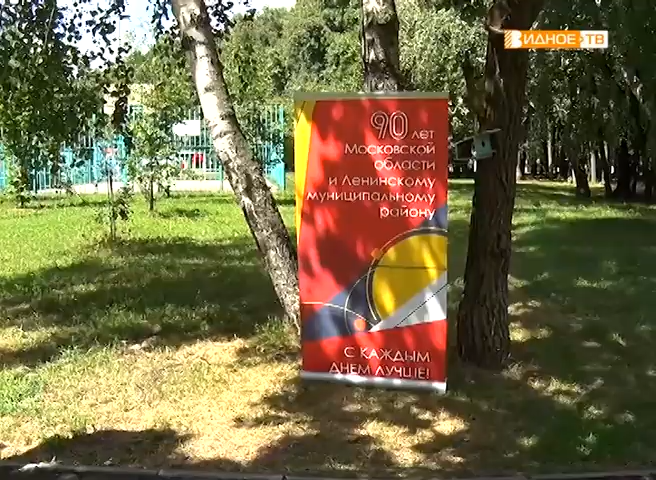 ВИДНОЕ-ТВ
90 лет
Московской
области
и Ленинскому
муниципальному
району
С КАЖДЫМ
ДНЕМ ЛУЧШЕ!